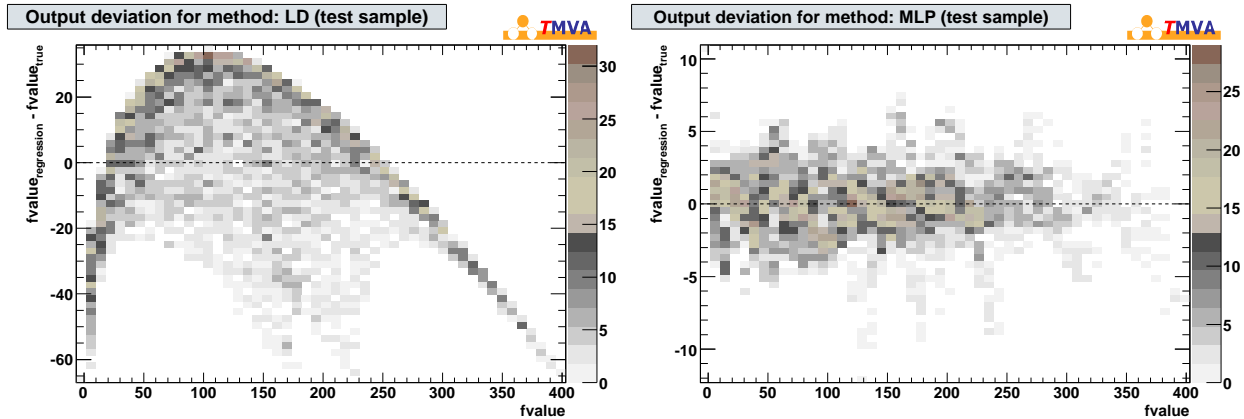 Output deviation for method: LD (test sample)
TMVA
fvalue_regression - fvalue_true
20
0
-20
-40
-60
0 50 100 150 200 250 300 350 400
fvalue
30
25
20
15
10
5
0
Output deviation for method: MLP (test sample)
TMVA
fvalue_regression - fvalue_true
10
5
0
-5
-10
0 50 100 150 200 250 300 350 400
fvalue
25
20
15
10
5
0